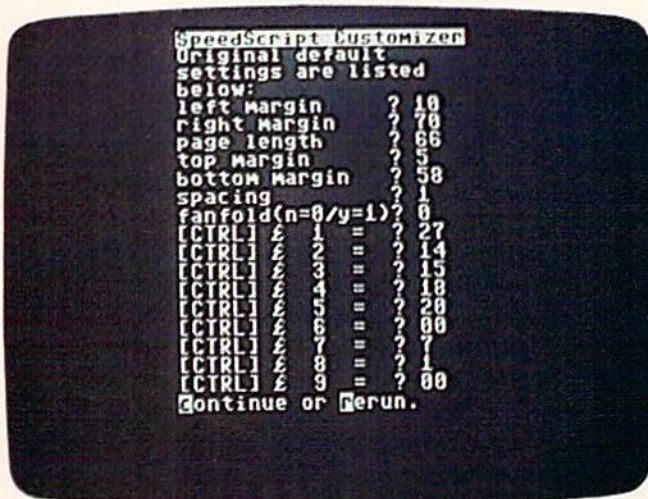 SpeedScript Customizer
Original default
settings are listed
below:
left margin ? 10
right margin ? 70
page length ? 66
top margin ? 5
bottom margin ? 58
spacing ? 1
fanfold(n=0/y=1)? 0
[CTRL] £ 1 = ? 27
[CTRL] £ 2 = ? 14
[CTRL] £ 3 = ? 15
[CTRL] £ 4 = ? 18
[CTRL] £ 5 = ? 20
[CTRL] £ 6 = ? 00
[CTRL] £ 7 = ? 7
[CTRL] £ 8 = ? 1
[CTRL] £ 9 = ? 00
continue or rerun.